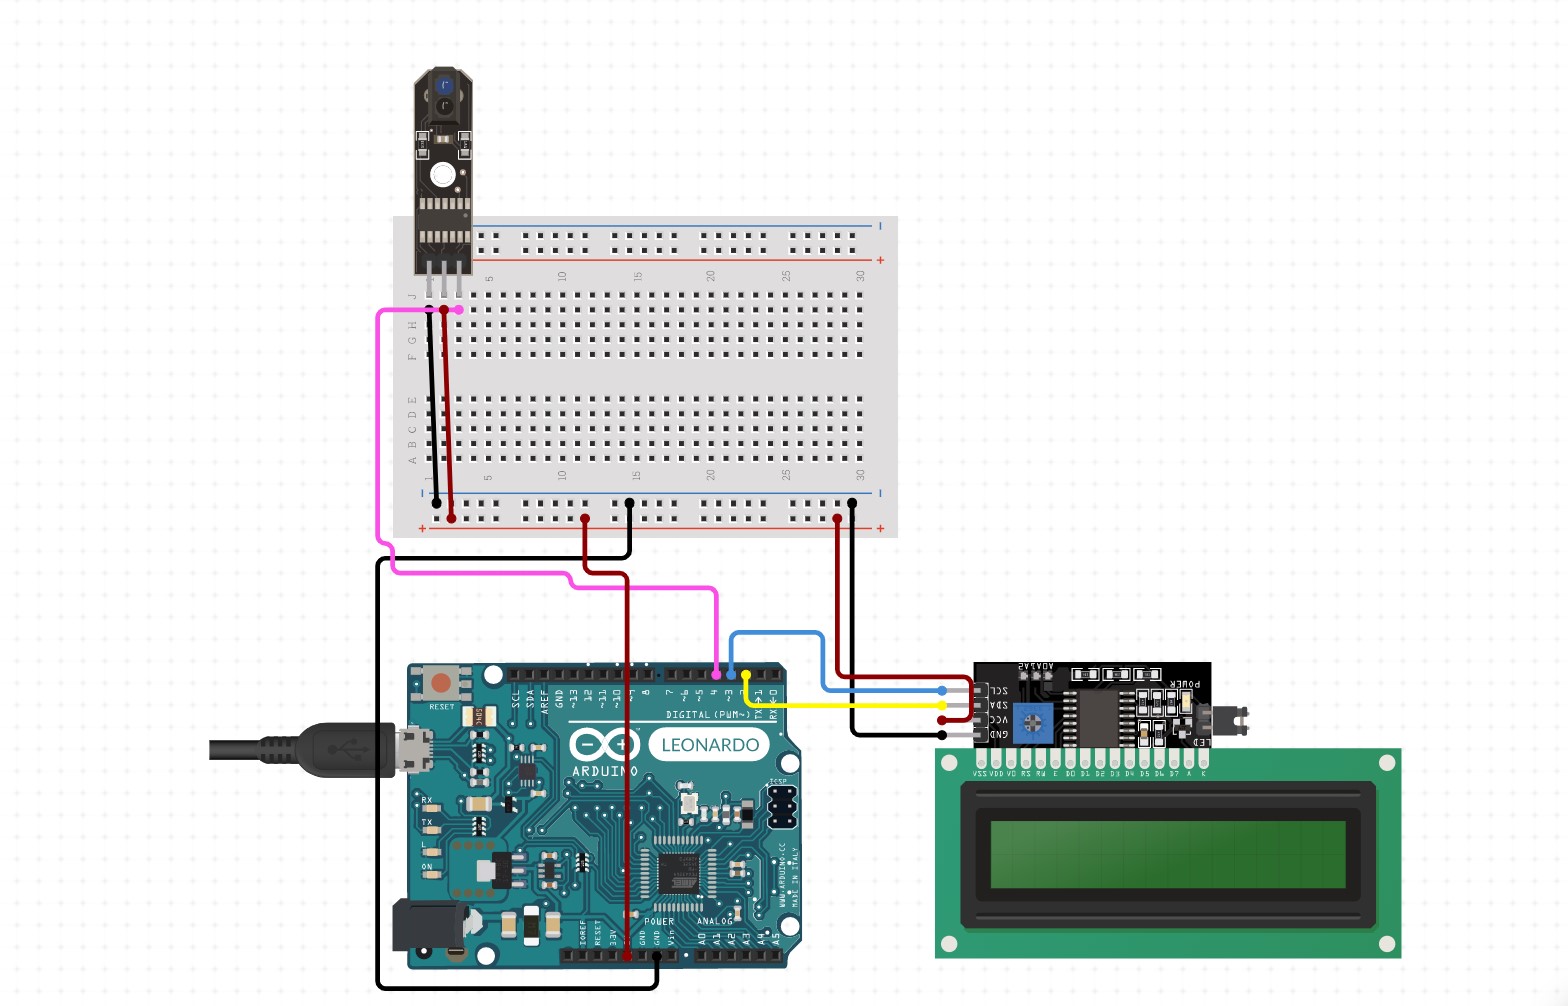 5
10
15
20
25
30
J
H
G
F
E
D
C
B
A
1
5
10
15
20
25
30
RESET
SCL
SDA
AREF
GND
~13
12
~11
~10
~9
8
7
~6
~5
4
~3
2
TX→1
RX←0
DIGITAL (PWM~)
LEONARDO
ARDUINO
RX
TX
L
ON
ICSP
WWW.ARDUINO.CC
MADE IN ITALY
IOREF
RESET
3.3V
GND
GND
Vin
POWER
ANALOG
A0
A1
A2
A3
A4
A5
A0A1A2
POWER
SCL
SDA
VCC
GND
LED
VSS VDD V0 RS RW E D0 D1 D2 D3 D4 D5 D6 D7 A K